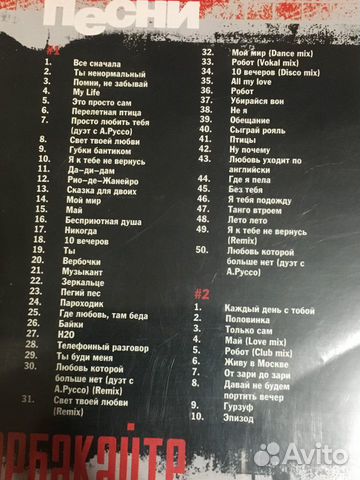 Песни
#1
1. Все сначала
2. Ты ненормальный
3. Помни, не забывай
4. My Life
5. Это просто сам
6. Перелетная птица
7. Просто любить тебя
(дуэт с А.Руссо)
8. Свет твоей любви
9. Губки бантиком
10. Я к тебе не вернусь
11. Да-ди-дам
12. Рио-де-Жанейро
13. Сказка для двоих
14. Мой мир
15. Май
16. Бесприютная душа
17. Никогда
18. 10 вечеров
19. Ты
20. Вербочки
21. Музыкант
22. Зеркальце
23. Пегий пес
24. Пароходик
25. Где любовь, там беда
26. Байки
27. H2O
28. Телефонный разговор
29. Ты буди меня
30. Любовь которой
больше нет (дуэт с
А.Руссо) (Remix)
31. Свет твоей любви
(Remix)
32. Мой мир (Dance mix)
33. Робот (Vokal mix)
34. 10 вечеров (Disco mix)
35. All my love
36. Робот
37. Убирайся вон
38. Не я
39. Обещание
40. Сыграй рояль
41. Птицы
42. Ну почему
43. Любовь уходит по
английски
44. Где я пела
45. Без тебя
46. Я тебя подожду
47. Танго втроем
48. Лето лето
49. Я к тебе не вернусь
(Remix)
50. Любовь которой
больше нет (дуэт с
А.Руссо)
#2
1. Каждый день с тобой
2. Половинка
3. Только сам
4. Май (Love mix)
5. Робот (Club mix)
6. Живу в Москве
7. От зари до зари
8. Давай не будем
портить вечер
9. Гурзуф
10. Эпизод
орбакайте
Avito